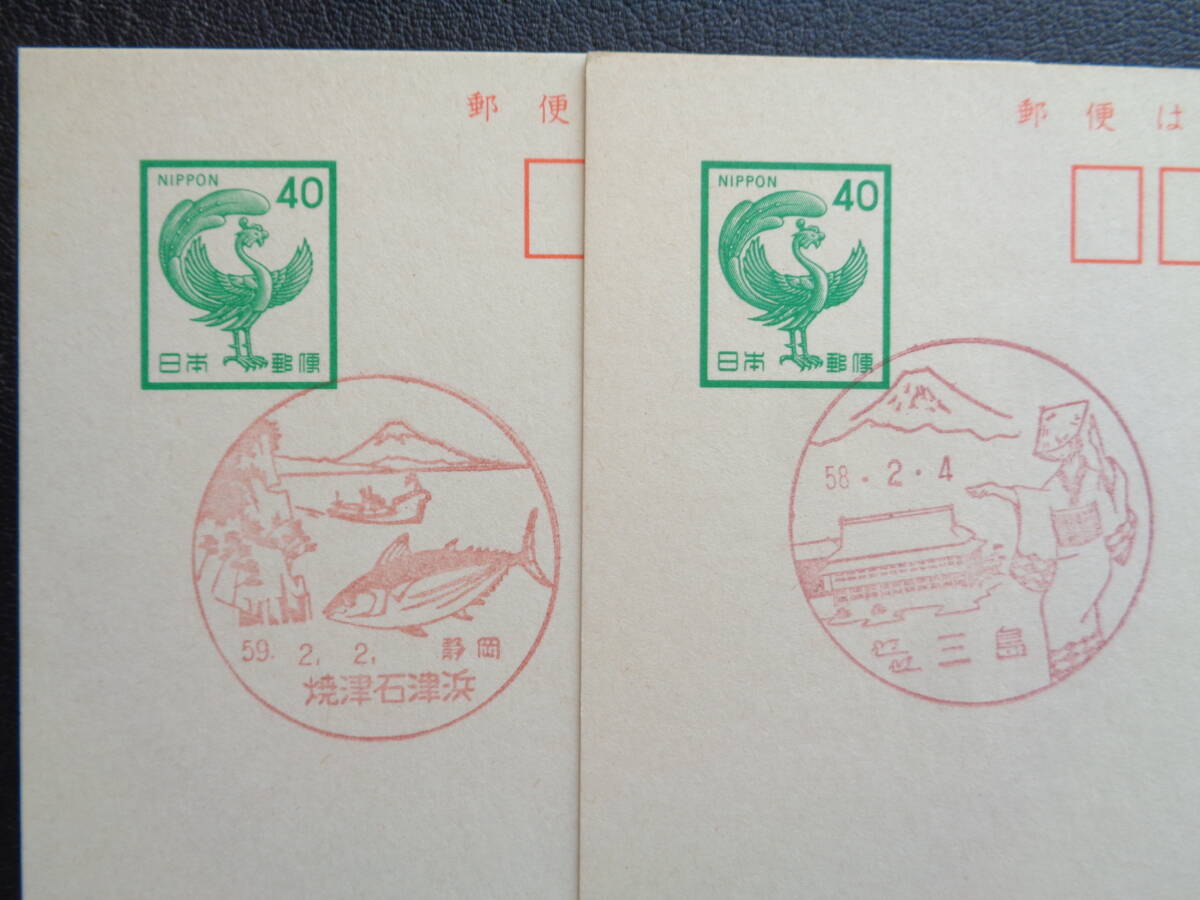 郵便
NIPPON 40
日本郵便
59. 2. 2. 静岡
焼津石津浜
郵便は
NIPPON 40
日本郵便
58・2・4
三島